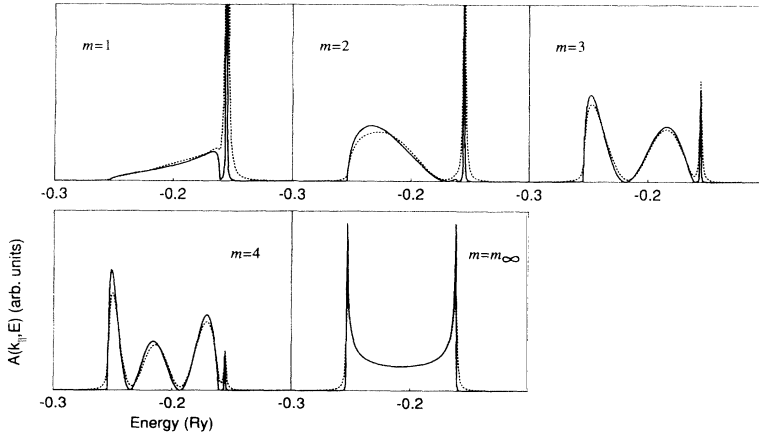 m=1
m=2
m=3
-0.3
-0.2
-0.3
-0.2
-0.3
-0.2
A(k||,E) (arb. units)
m=4
m=m∞
-0.3
-0.2
-0.3
-0.2
Energy (Ry)